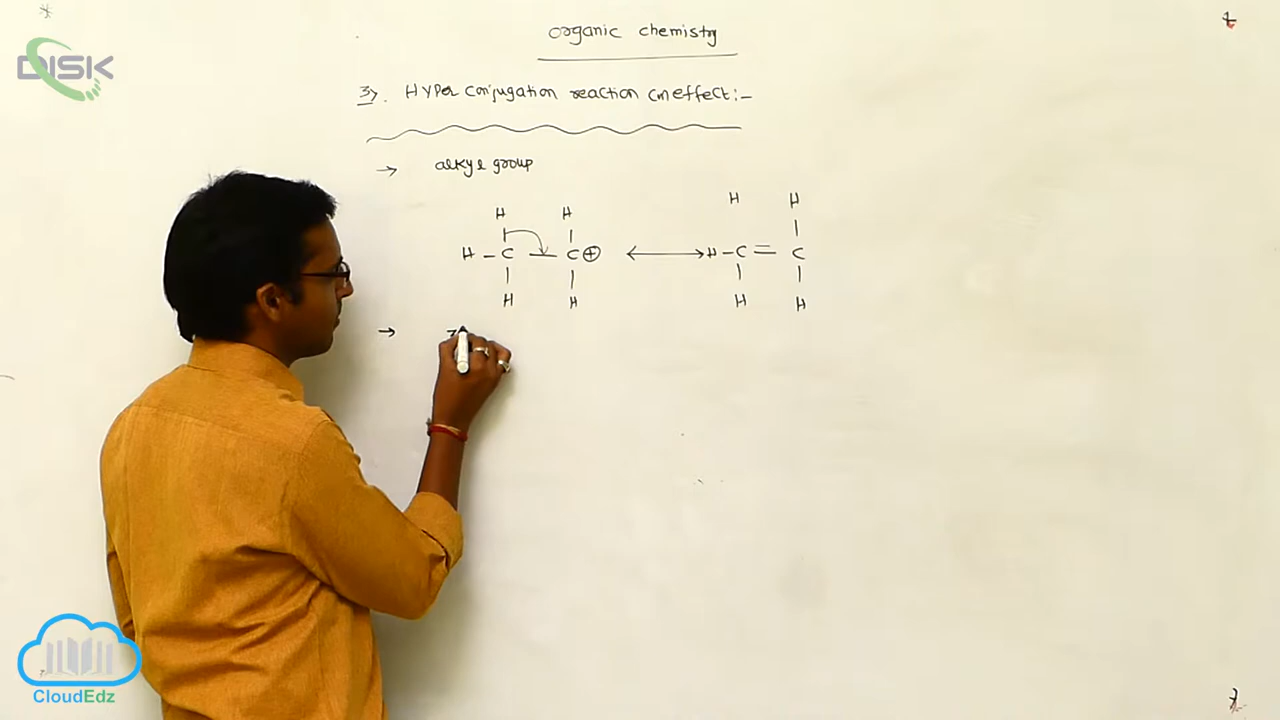 organic chemistry
DISK
3). Hyper conjugation reaction (m effect:-
→ alkyl group
H H H H
H - C - C⊕ ⟷ H - C = C
H H H H
→
CloudEdz